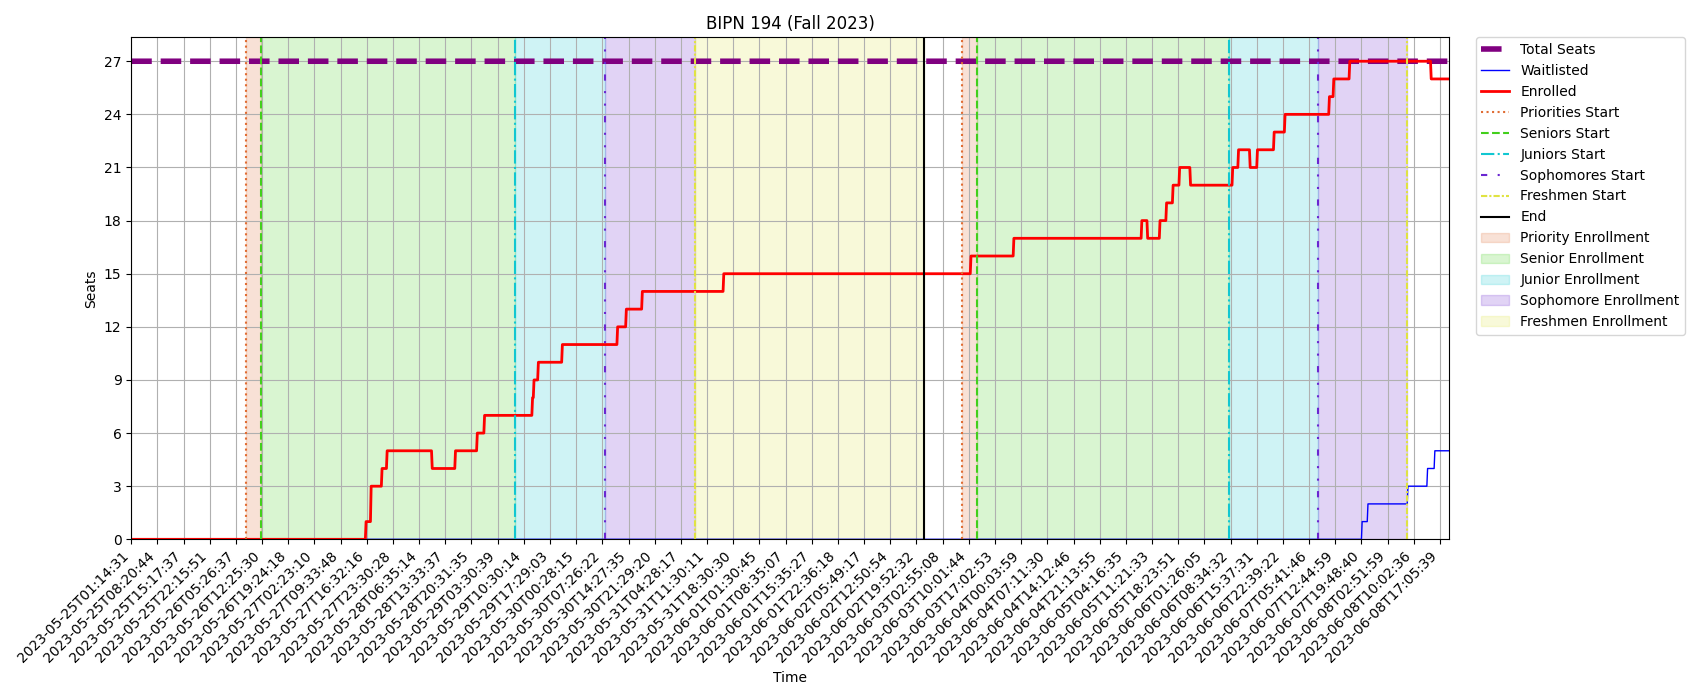 BIPN 194 (Fall 2023)
Seats
27
24
21
18
15
12
9
6
3
0
2023-05-25T01:14:31
2023-05-25T08:20:44
2023-05-25T15:17:37
2023-05-25T22:15:51
2023-05-26T05:26:37
2023-05-26T12:25:30
2023-05-26T19:24:18
2023-05-27T02:23:10
2023-05-27T09:33:48
2023-05-27T16:32:16
2023-05-27T23:30:28
2023-05-28T06:35:14
2023-05-28T13:33:37
2023-05-28T20:31:35
2023-05-29T03:30:39
2023-05-29T10:30:14
2023-05-29T17:29:03
2023-05-30T00:28:15
2023-05-30T07:26:22
2023-05-30T14:27:35
2023-05-30T21:29:20
2023-05-31T04:28:17
2023-05-31T11:30:11
2023-05-31T18:30:30
2023-06-01T01:30:45
2023-06-01T08:35:07
2023-06-01T15:35:27
2023-06-01T22:36:18
2023-06-02T05:49:17
2023-06-02T12:50:54
2023-06-02T19:52:32
2023-06-03T02:55:08
2023-06-03T10:01:44
2023-06-03T17:02:53
2023-06-04T00:03:59
2023-06-04T07:11:30
2023-06-04T14:12:46
2023-06-04T21:13:55
2023-06-05T04:16:35
2023-06-05T11:21:33
2023-06-05T18:23:51
2023-06-06T01:26:05
2023-06-06T08:34:32
2023-06-06T15:37:31
2023-06-06T22:39:22
2023-06-07T05:41:46
2023-06-07T12:44:59
2023-06-07T19:48:40
2023-06-08T02:51:59
2023-06-08T10:02:36
2023-06-08T17:05:39
Time
Total Seats
Waitlisted
Enrolled
Priorities Start
Seniors Start
Juniors Start
Sophomores Start
Freshmen Start
End
Priority Enrollment
Senior Enrollment
Junior Enrollment
Sophomore Enrollment
Freshmen Enrollment